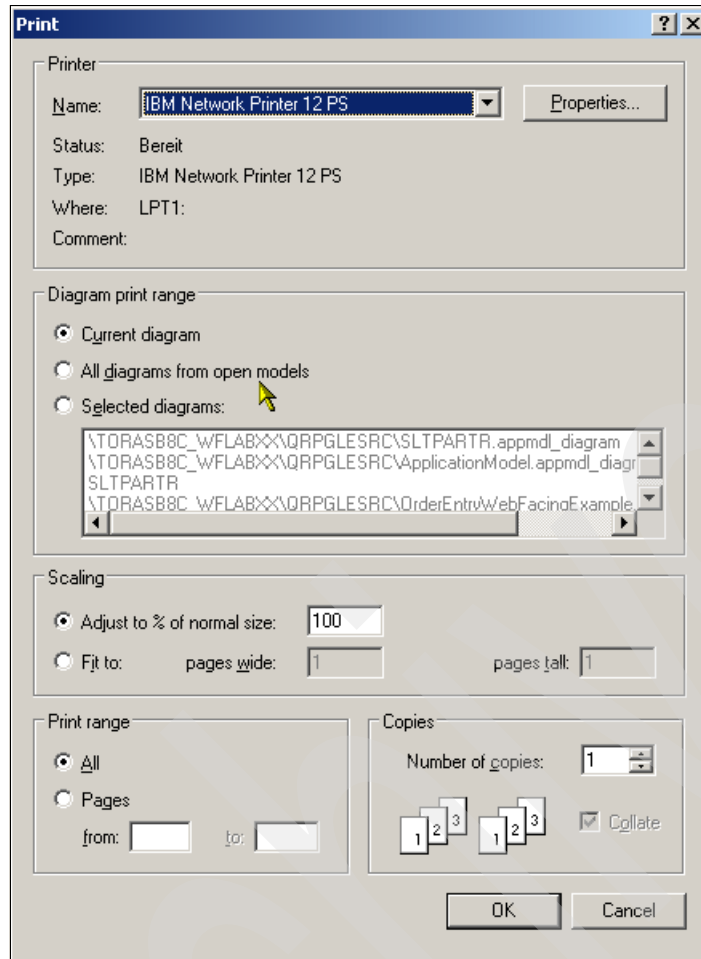 Print
Printer
Name: IBM Network Printer 12 PS Properties...
Status: Bereit
Type: IBM Network Printer 12 PS
Where: LPT1:
Comment:
Diagram print range
Current diagram
All diagrams from open models
Selected diagrams:
\TORASB8C_WFLABXX\QRPGLESRC\SLTPARTR.appmdl_diagram
\TORASB8C_WFLABXX\QRPGLESRC\ApplicationModel.appmdl_diagr
SLTPARTR
\TORASB8C_WFLABXX\QRPGLESRC\OrderEntryWebFacingExample.
Scaling
Adjust to % of normal size: 100
Fit to: pages wide: 1 pages tall: 1
Print range
All
Pages
from: to:
Copies
Number of copies: 1
1 2 3 1 2 3 Collate
OK Cancel